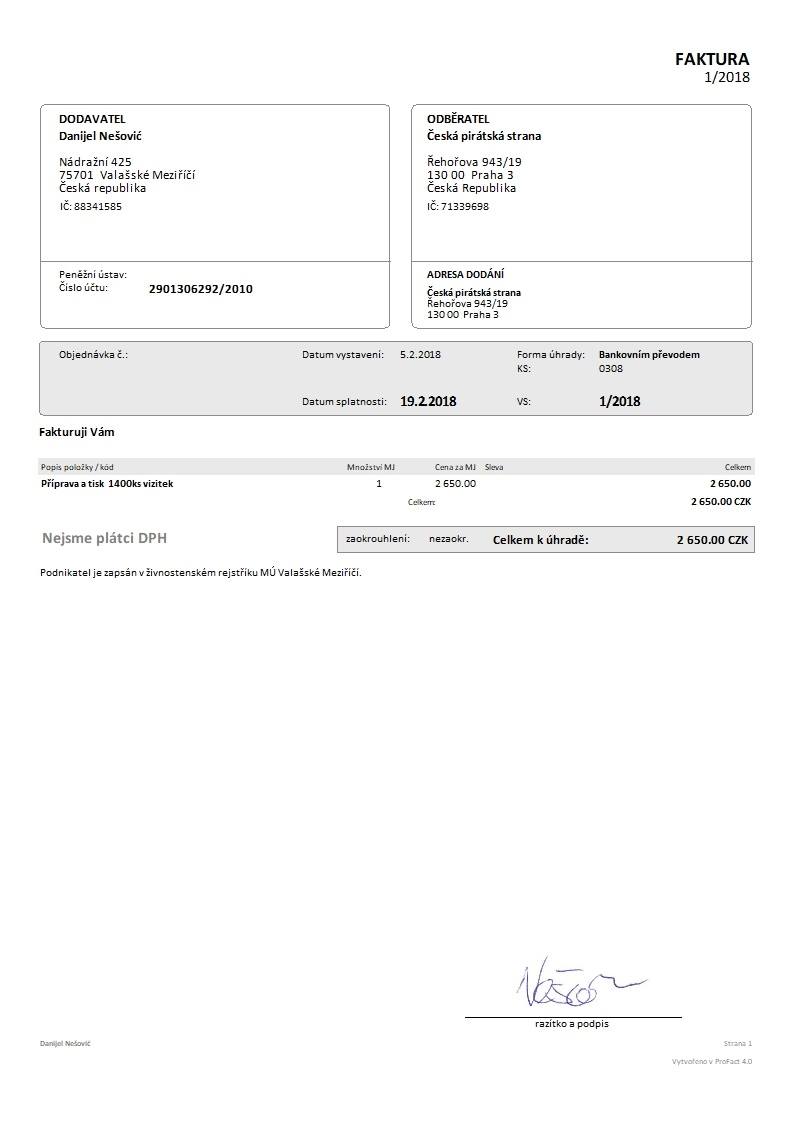 FAKTURA
1/2018
DODAVATEL
Danijel Nešović
Nádražní 425
75701 Valašské Meziříčí
Česká republika
IČ: 88341585
Peněžní ústav:
Číslo účtu: 2901306292/2010
ODBĚRATEL
Česká pirátská strana
Řehořova 943/19
130 00 Praha 3
Česká Republika
IČ: 71339698
ADRESA DODÁNÍ
Česká pirátská strana
Řehořova 943/19
130 00 Praha 3
Objednávka č.: Datum vystavení: 5.2.2018 Forma úhrady: Bankovním převodem
KS: 0308
Datum splatnosti: 19.2.2018 VS: 1/2018
Fakturuji Vám
Popis položky / kód Množství MJ Cena za MJ Sleva Celkem
Příprava a tisk 1400ks vizitek 1 2 650.00 2 650.00
Celkem: 2 650.00 CZK
Nejsme plátci DPH zaokrouhlení: nezaokr. Celkem k úhradě: 2 650.00 CZK
Podnikatel je zapsán v živnostenském rejstříku MÚ Valašské Meziříčí.
razítko a podpis
Danijel Nešović Strana 1
Vytvořeno v ProFact 4.0